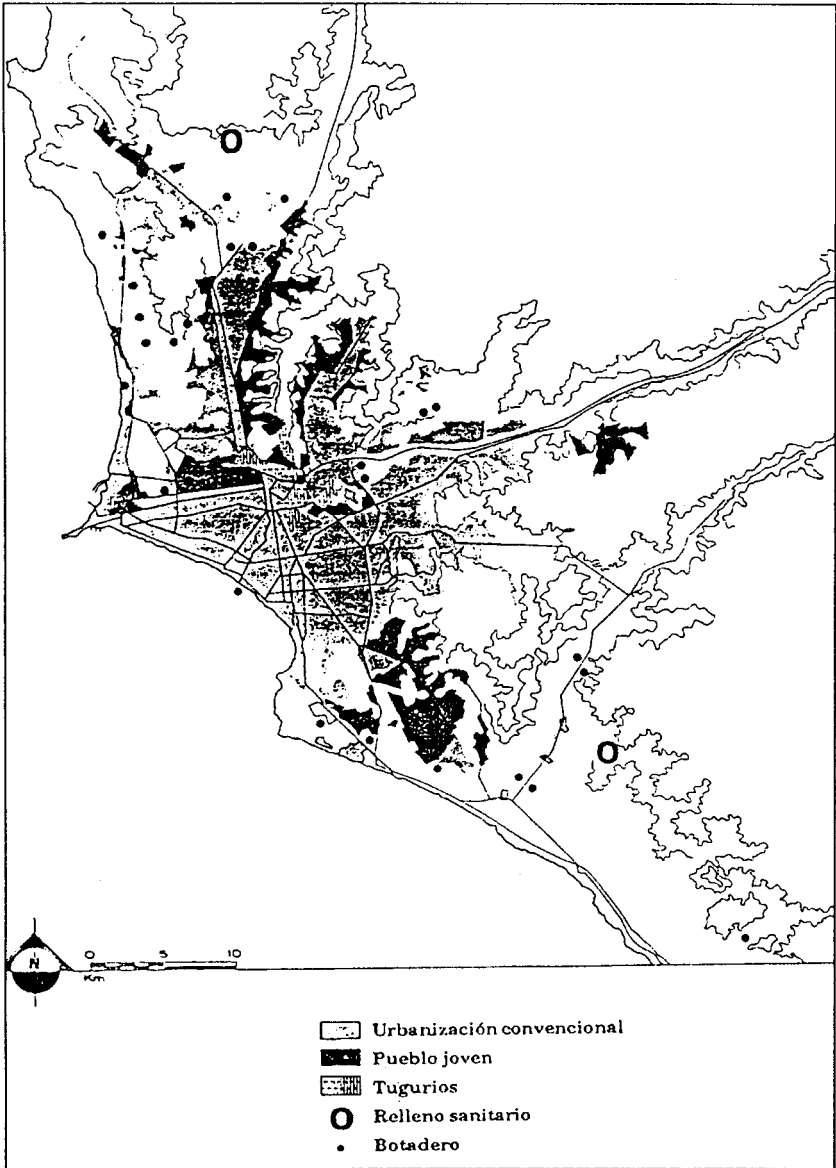 N
0 5 10
Km
Urbanización convencional
Pueblo joven
Tugurios
O Relleno sanitario
• Botadero